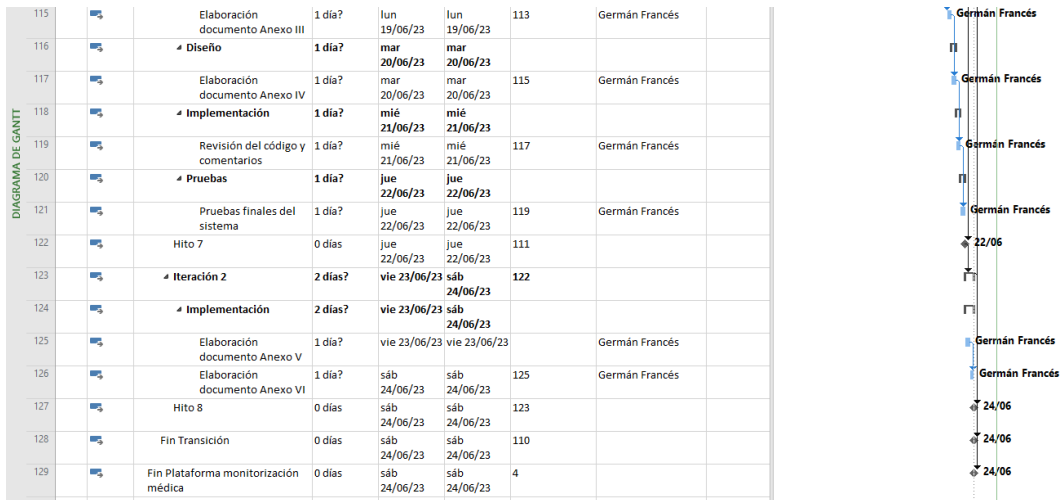 DIAGRAMA DE GANTT
115 Elaboración 1 día? lun lun 113 Germán Francés Germán Francés
documento Anexo III 19/06/23 19/06/23
116 Diseño 1 día? mar mar
20/06/23 20/06/23
117 Elaboración 1 día? mar mar 115 Germán Francés Germán Francés
documento Anexo IV 20/06/23 20/06/23
118 Implementación 1 día? mié mié
21/06/23 21/06/23
119 Revisión del código y 1 día? mié mié 117 Germán Francés Germán Francés
comentarios 21/06/23 21/06/23
120 Pruebas 1 día? jue jue
22/06/23 22/06/23
121 Pruebas finales del 1 día? jue jue 119 Germán Francés Germán Francés
sistema 22/06/23 22/06/23
122 Hito 7 0 días jue jue 111 22/06
22/06/23 22/06/23
123 Iteración 2 2 días? vie 23/06/23 sáb 122
24/06/23
124 Implementación 2 días? vie 23/06/23 sáb
24/06/23
125 Elaboración 1 día? vie 23/06/23 vie 23/06/23 Germán Francés Germán Francés
documento Anexo V
126 Elaboración 1 día? sáb sáb 125 Germán Francés Germán Francés
documento Anexo VI 24/06/23 24/06/23
127 Hito 8 0 días sáb sáb 123 24/06
24/06/23 24/06/23
128 Fin Transición 0 días sáb sáb 110 24/06
24/06/23 24/06/23
129 Fin Plataforma monitorización 0 días sáb sáb 4 24/06
médica 24/06/23 24/06/23